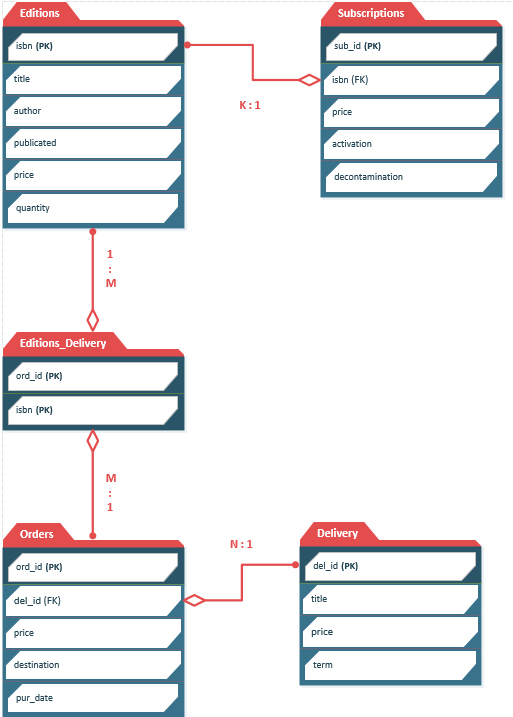 Editions
isbn (PK)
title
author
publicated
price
quantity
Subscriptions
sub_id (PK)
isbn (FK)
price
activation
decontamination
K : 1
1
:
M
Editions_Delivery
ord_id (PK)
isbn (PK)
M
:
1
Orders
ord_id (PK)
del_id (FK)
price
destination
pur_date
N : 1
Delivery
del_id (PK)
title
price
term